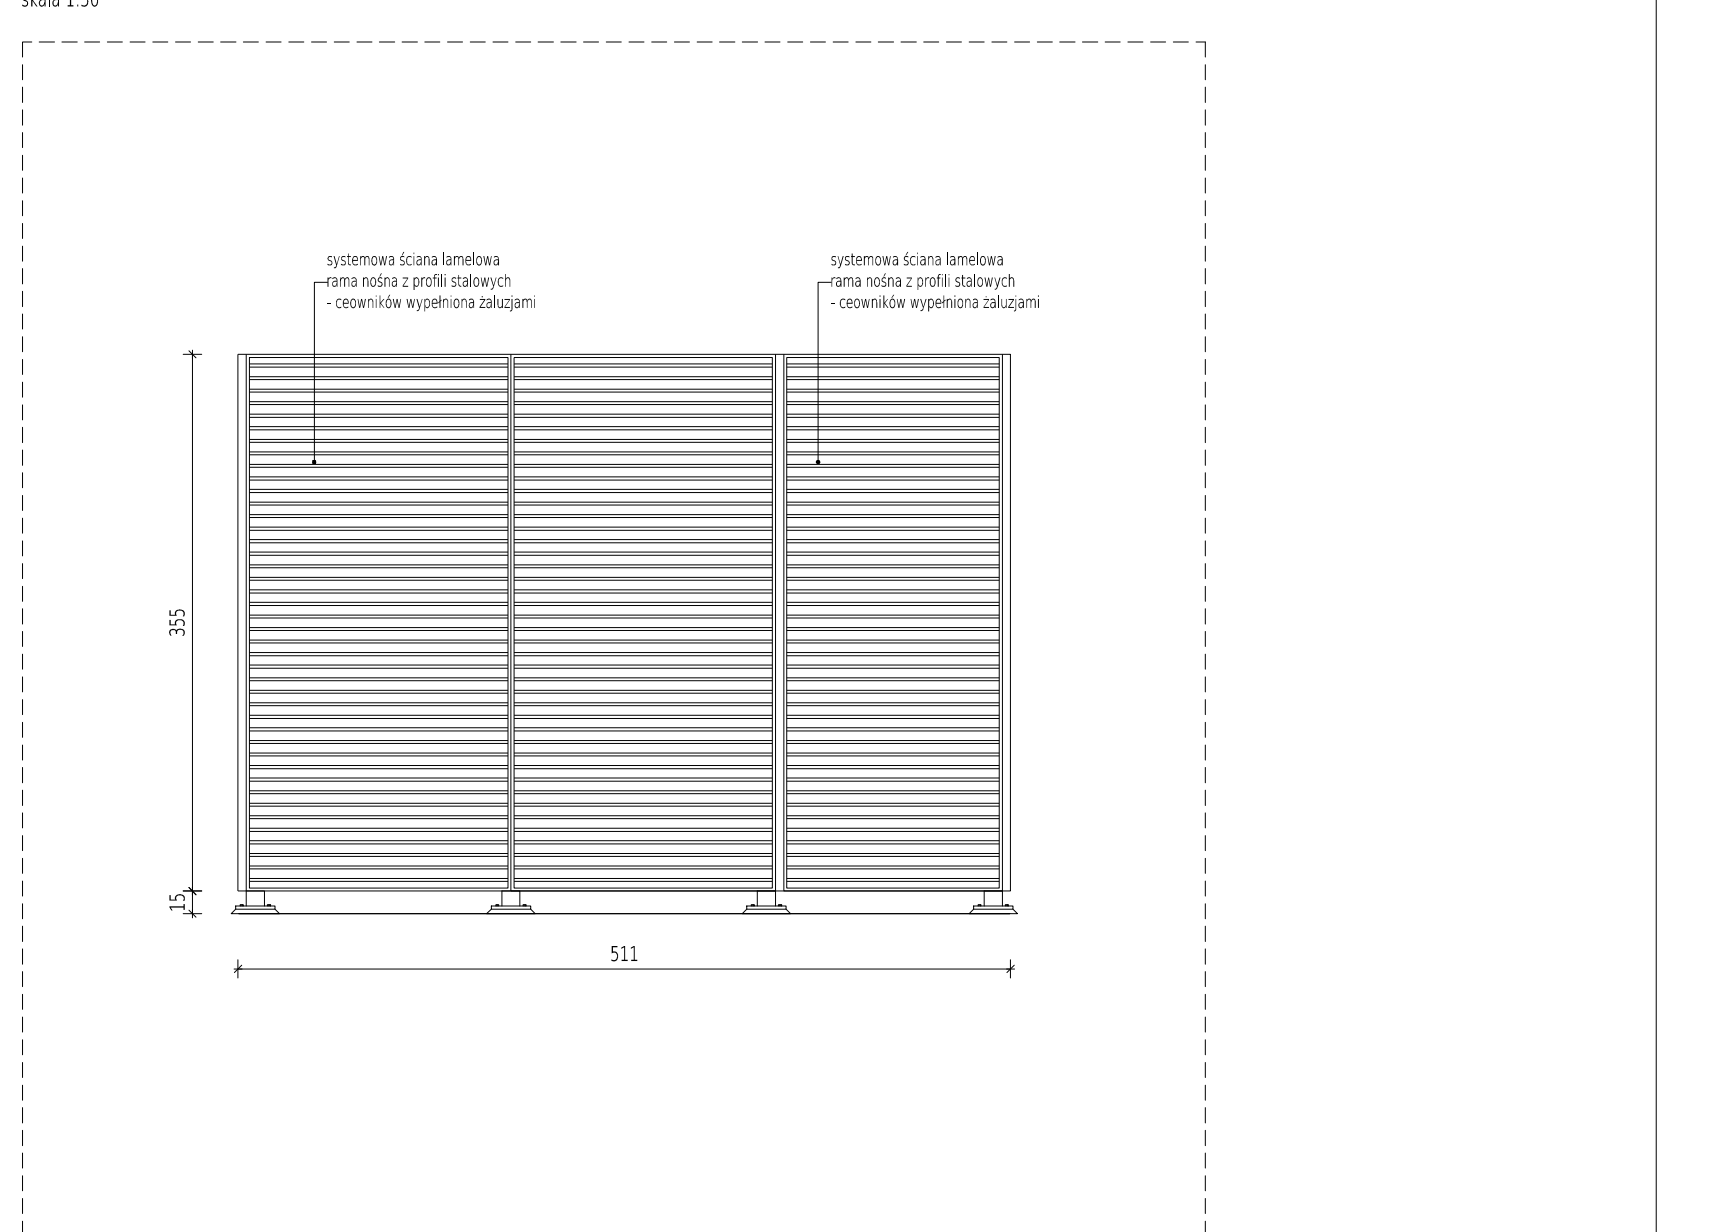 skala 1:50
systemowa ściana lamelowa
rama nośna z profili stalowych
- ceowników wypełniona żaluzjami
systemowa ściana lamelowa
rama nośna z profili stalowych
- ceowników wypełniona żaluzjami
355
15
511